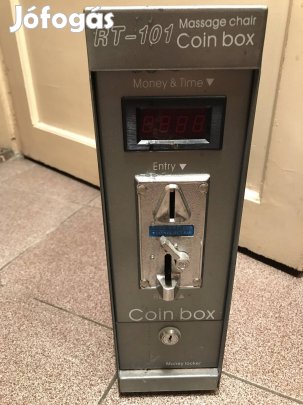 Jófogás
RT-101 Massage chair
Coin box
Money & Time ▼
Entry ▼
Coin box
Money locker